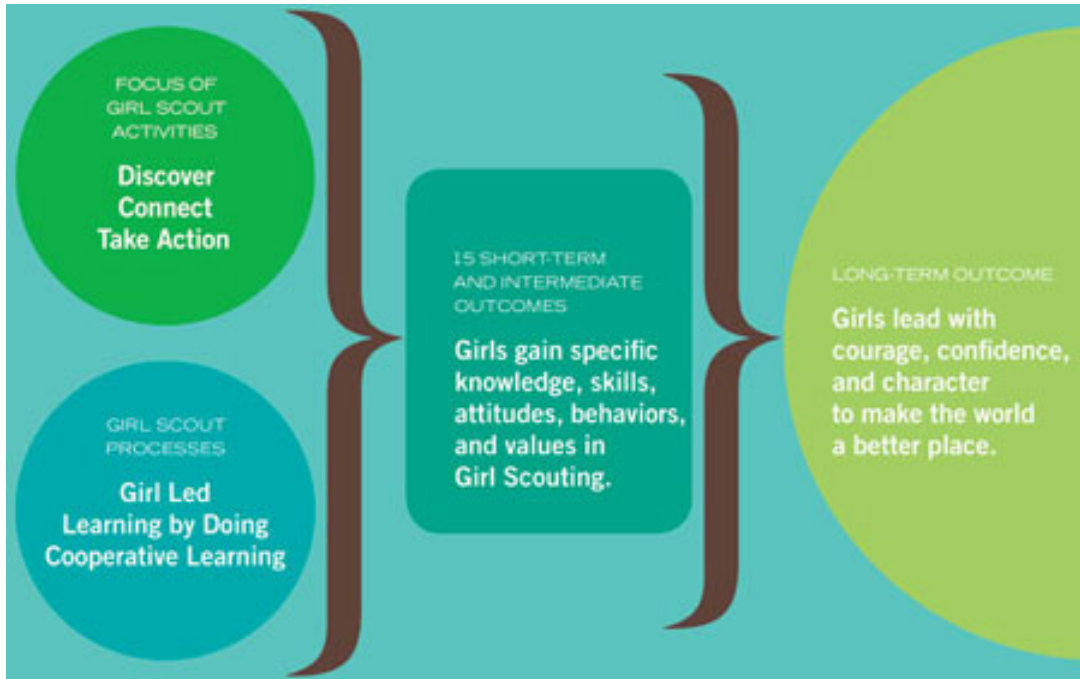 FOCUS OF
GIRL SCOUT
ACTIVITIES
Discover
Connect
Take Action
GIRL SCOUT
PROCESSES
Girl Led
Learning by Doing
Cooperative Learning
15 SHORT-TERM
AND INTERMEDIATE
OUTCOMES
Girls gain specific
knowledge, skills,
attitudes, behaviors,
and values in
Girl Scouting.
LONG-TERM OUTCOME
Girls lead with
courage, confidence,
and character
to make the world
a better place.